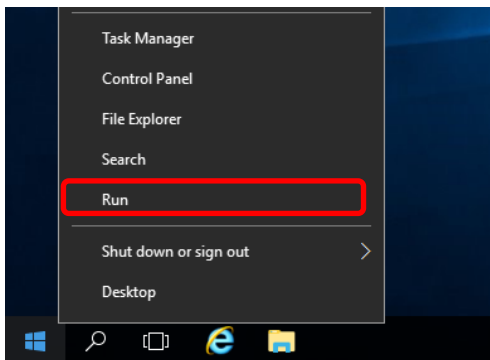 Task Manager
Control Panel
File Explorer
Search
Run
Shut down or sign out
Desktop